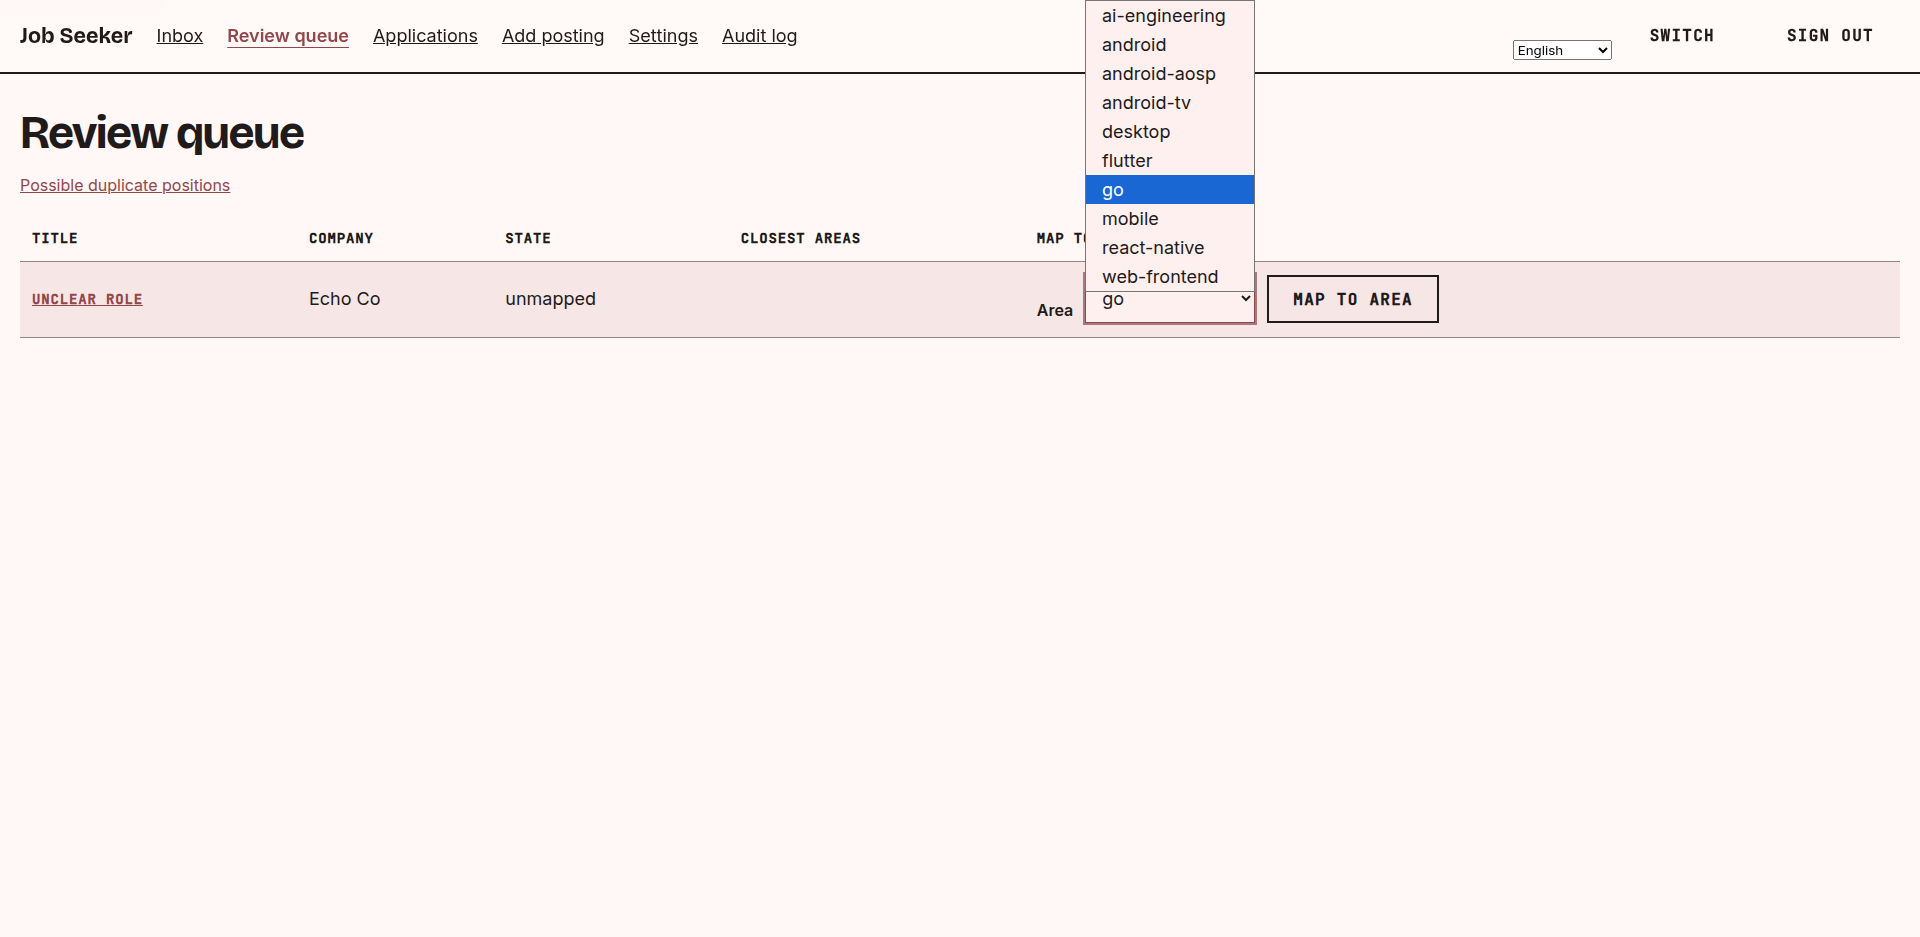 Job Seeker Inbox Review queue Applications Add posting Settings Audit log English SWITCH SIGN OUT
Review queue
Possible duplicate positions
TITLE COMPANY STATE CLOSEST AREAS MAP TO
UNCLEAR ROLE Echo Co unmapped Area go MAP TO AREA
ai-engineering
android
android-aosp
android-tv
desktop
flutter
go
mobile
react-native
web-frontend